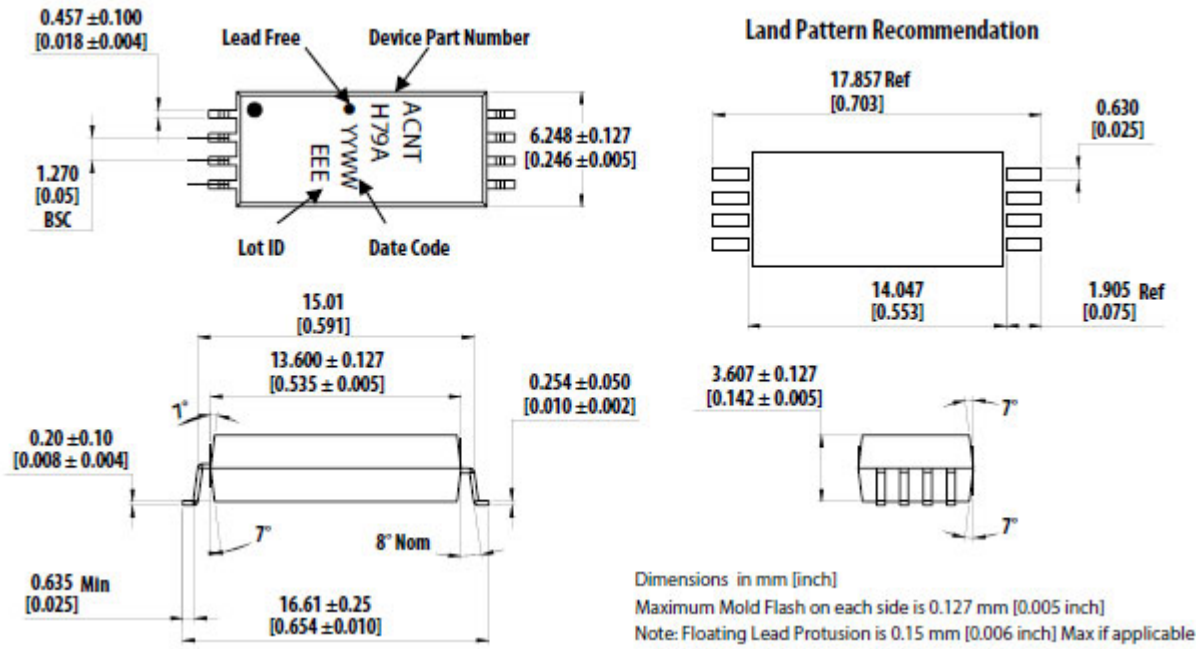 0.457 ±0.100
[0.018 ±0.004]
Lead Free
Device Part Number
ACNT
H79A
YYWW
EEE
6.248 ±0.127
[0.246 ±0.005]
1.270
[0.05]
BSC
Lot ID
Date Code
Land Pattern Recommendation
17.857 Ref
[0.703]
0.630
[0.025]
14.047
[0.553]
1.905 Ref
[0.075]
15.01
[0.591]
13.600 ± 0.127
[0.535 ± 0.005]
0.254 ±0.050
[0.010 ±0.002]
7°
0.20 ±0.10
[0.008 ± 0.004]
7°
8° Nom
0.635 Min
[0.025]
16.61 ±0.25
[0.654 ±0.010]
3.607 ± 0.127
[0.142 ± 0.005]
7°
7°
Dimensions in mm [inch]
Maximum Mold Flash on each side is 0.127 mm [0.005 inch]
Note: Floating Lead Protusion is 0.15 mm [0.006 inch] Max if applicable